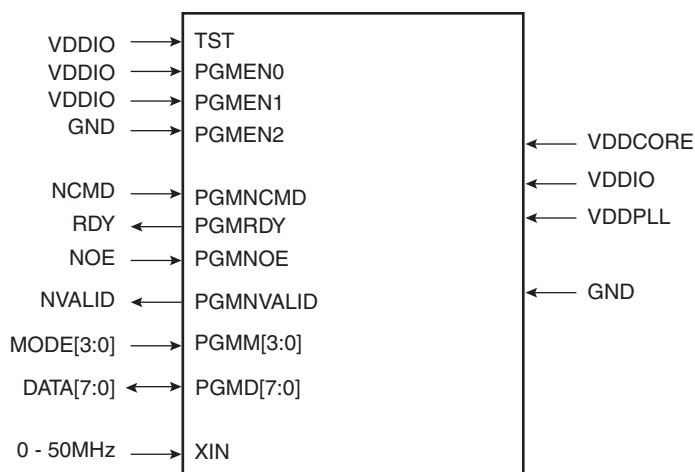 VDDIO TST
VDDIO PGMEN0
VDDIO PGMEN1
GND PGMEN2
VDDCORE
VDDIO
NCMD PGMNCMD
VDDPLL
RDY PGMRDY
NOE PGMNOE
GND
NVALID PGMNVALID
MODE[3:0] PGMM[3:0]
DATA[7:0] PGMD[7:0]
0 - 50MHz XIN